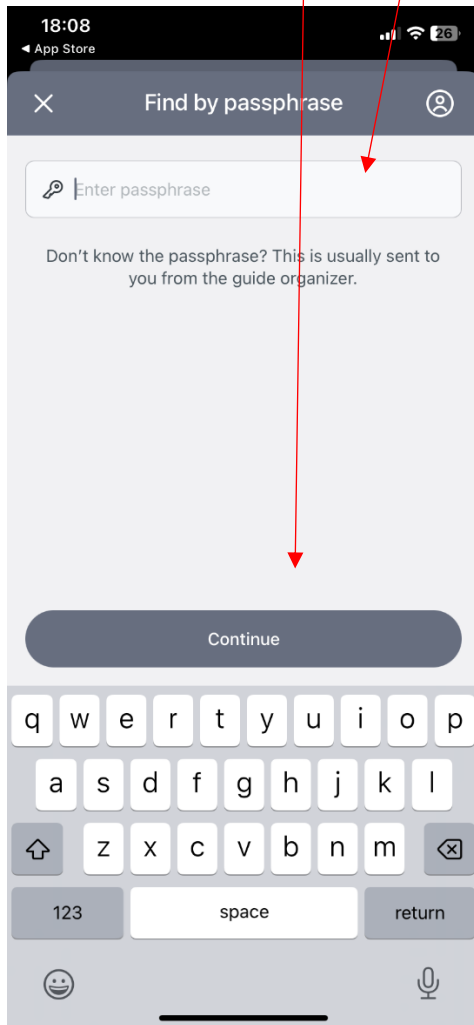 18:08
26
◀ App Store
Find by passphrase
Enter passphrase
Don't know the passphrase? This is usually sent to
you from the guide organizer.
Continue
q w e r t y u i o p
a s d f g h j k l
z x c v b n m
123 space return